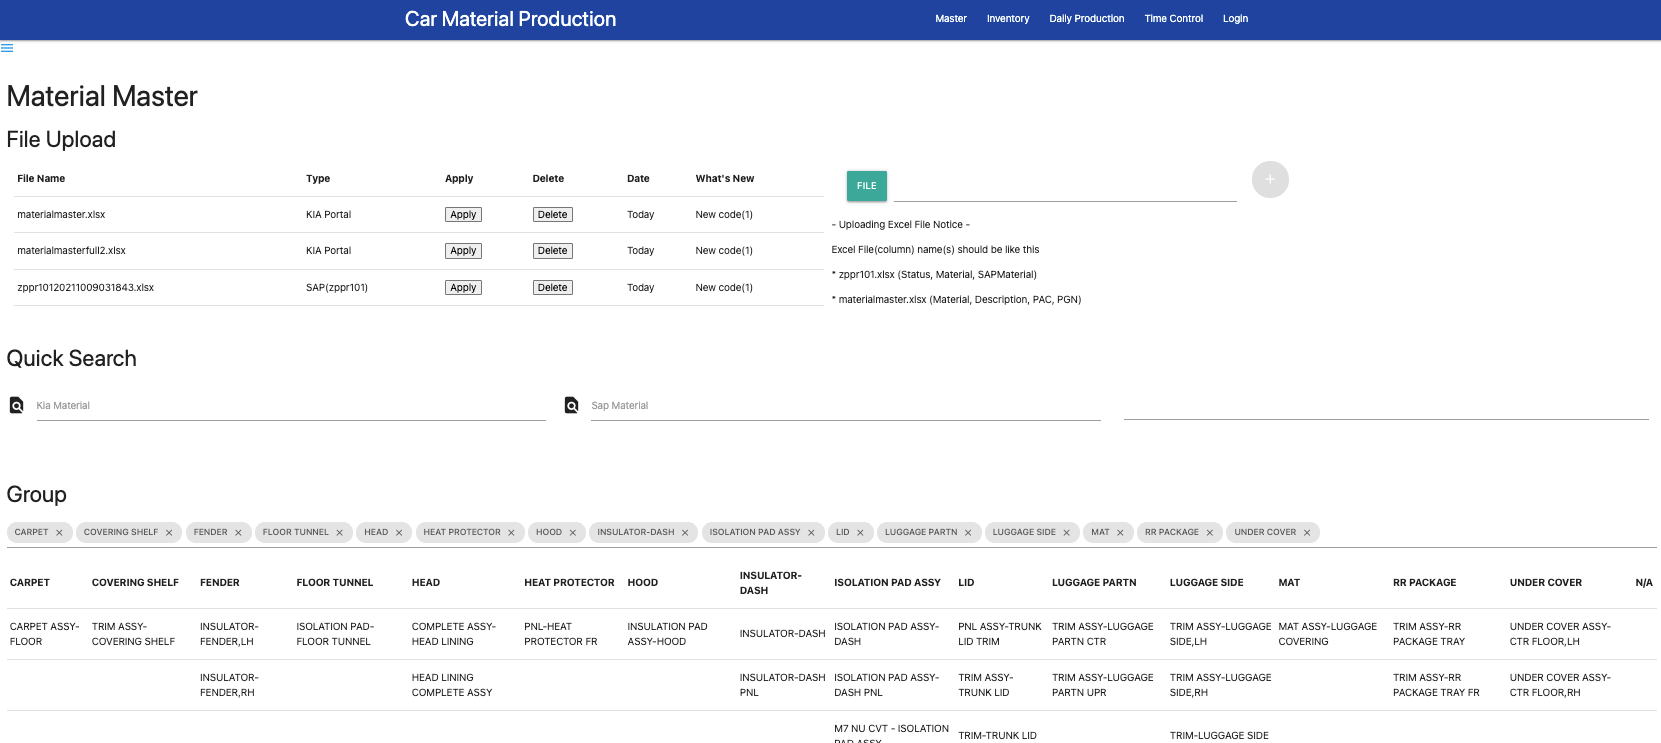 Car Material Production
Master Inventory Daily Production Time Control Login
Material Master
File Upload
File Name Type Apply Delete Date What's New
materialmaster.xlsx KIA Portal Apply Delete Today New code(1)
materialmasterfull2.xlsx KIA Portal Apply Delete Today New code(1)
zppr10120211009031843.xlsx SAP(zppr101) Apply Delete Today New code(1)
FILE
+
- Uploading Excel File Notice -
Excel File(column) name(s) should be like this
* zppr101.xlsx (Status, Material, SAPMaterial)
* materialmaster.xlsx (Material, Description, PAC, PGN)
Quick Search
Kia Material
Sap Material
Group
CARPET × COVERING SHELF × FENDER × FLOOR TUNNEL × HEAD × HEAT PROTECTOR × HOOD × INSULATOR-DASH × ISOLATION PAD ASSY × LID × LUGGAGE PARTN × LUGGAGE SIDE × MAT × RR PACKAGE × UNDER COVER ×
CARPET COVERING SHELF FENDER FLOOR TUNNEL HEAD HEAT PROTECTOR HOOD INSULATOR-DASH ISOLATION PAD ASSY LID LUGGAGE PARTN LUGGAGE SIDE MAT RR PACKAGE UNDER COVER N/A
CARPET ASSY- TRIM ASSY- INSULATOR- ISOLATION PAD- COMPLETE ASSY- PNL-HEAT INSULATION PAD INSULATOR-DASH ISOLATION PAD ASSY- PNL ASSY-TRUNK TRIM ASSY-LUGGAGE TRIM ASSY-LUGGAGE MAT ASSY-LUGGAGE TRIM ASSY-RR UNDER COVER ASSY-
FLOOR COVERING SHELF FENDER,LH FLOOR TUNNEL HEAD LINING PROTECTOR FR ASSY-HOOD DASH LID TRIM PARTN CTR SIDE,LH COVERING PACKAGE TRAY CTR FLOOR,LH
INSULATOR- HEAD LINING INSULATOR-DASH ISOLATION PAD ASSY- TRIM ASSY- TRIM ASSY-LUGGAGE TRIM ASSY-LUGGAGE TRIM ASSY-RR UNDER COVER ASSY-
FENDER,RH COMPLETE ASSY PNL DASH PNL TRUNK LID PARTN UPR SIDE,RH PACKAGE TRAY FR CTR FLOOR,RH
M7 NU CVT - ISOLATION TRIM-TRUNK LID TRIM-LUGGAGE SIDE
PAD ASSY